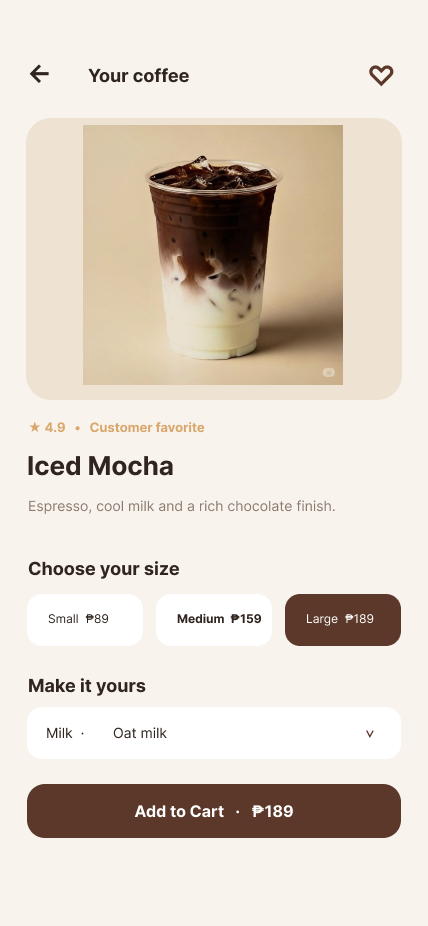 Your coffee
★ 4.9 • Customer favorite
Iced Mocha
Espresso, cool milk and a rich chocolate finish.
Choose your size
Small ₱89
Medium ₱159
Large ₱189
Make it yours
Milk · Oat milk
Add to Cart · ₱189